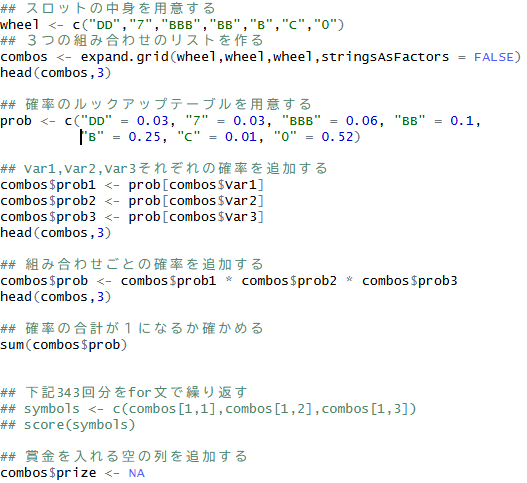 ## スロットの中身を用意する
wheel <- c("DD","7","BBB","BB","B","C","0")
## ３つの組み合わせのリストを作る
combos <- expand.grid(wheel,wheel,wheel,stringsAsFactors = FALSE)
head(combos,3)
## 確率のルックアップテーブルを用意する
prob <- c("DD" = 0.03, "7" = 0.03, "BBB" = 0.06, "BB" = 0.1,
"B" = 0.25, "C" = 0.01, "0" = 0.52)
## Var1,Var2,Var3それぞれの確率を追加する
combos$prob1 <- prob[combos$Var1]
combos$prob2 <- prob[combos$Var2]
combos$prob3 <- prob[combos$Var3]
head(combos,3)
## 組み合わせごとの確率を追加する
combos$prob <- combos$prob1 * combos$prob2 * combos$prob3
head(combos,3)
## 確率の合計が１になるか確かめる
sum(combos$prob)
## 下記343回分をfor文で繰り返す
## symbols <- c(combos[1,1],combos[1,2],combos[1,3])
## score(symbols)
## 賞金を入れる空の列を追加する
combos$prize <- NA